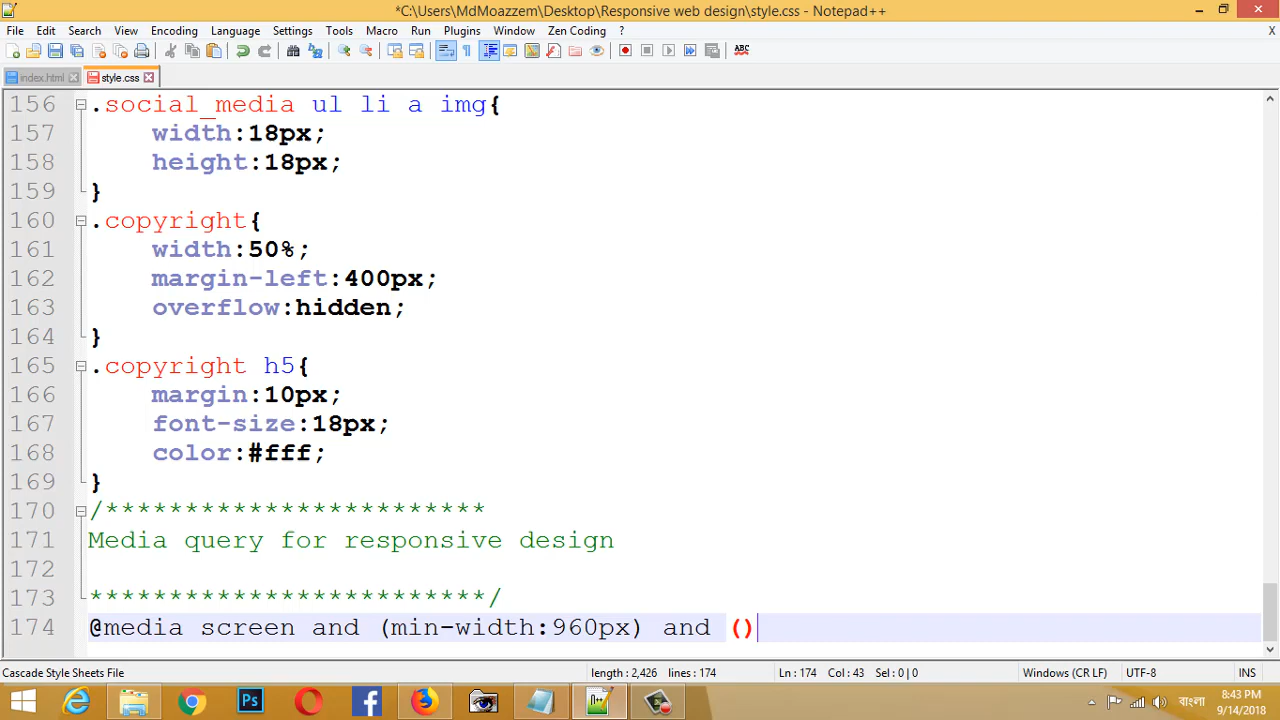 *C:\Users\MdMoazzem\Desktop\Responsive web design\style.css - Notepad++
File Edit Search View Encoding Language Settings Tools Macro Run Plugins Window Zen Coding ? X
ABC
index.html style.css
156 .social_media ul li a img{
157 width:18px;
158 height:18px;
159 }
160 .copyright{
161 width:50%;
162 margin-left:400px;
163 overflow:hidden;
164 }
165 .copyright h5{
166 margin:10px;
167 font-size:18px;
168 color:#fff;
169 }
170 /************************
171 Media query for responsive design
172
173 *************************/
174 @media screen and (min-width:960px) and ()
Cascade Style Sheets File length : 2,426 lines : 174 Ln : 174 Col : 43 Sel : 0 | 0 Windows (CR LF) UTF-8 INS
Ps বাংলা 8:43 PM
9/14/2018